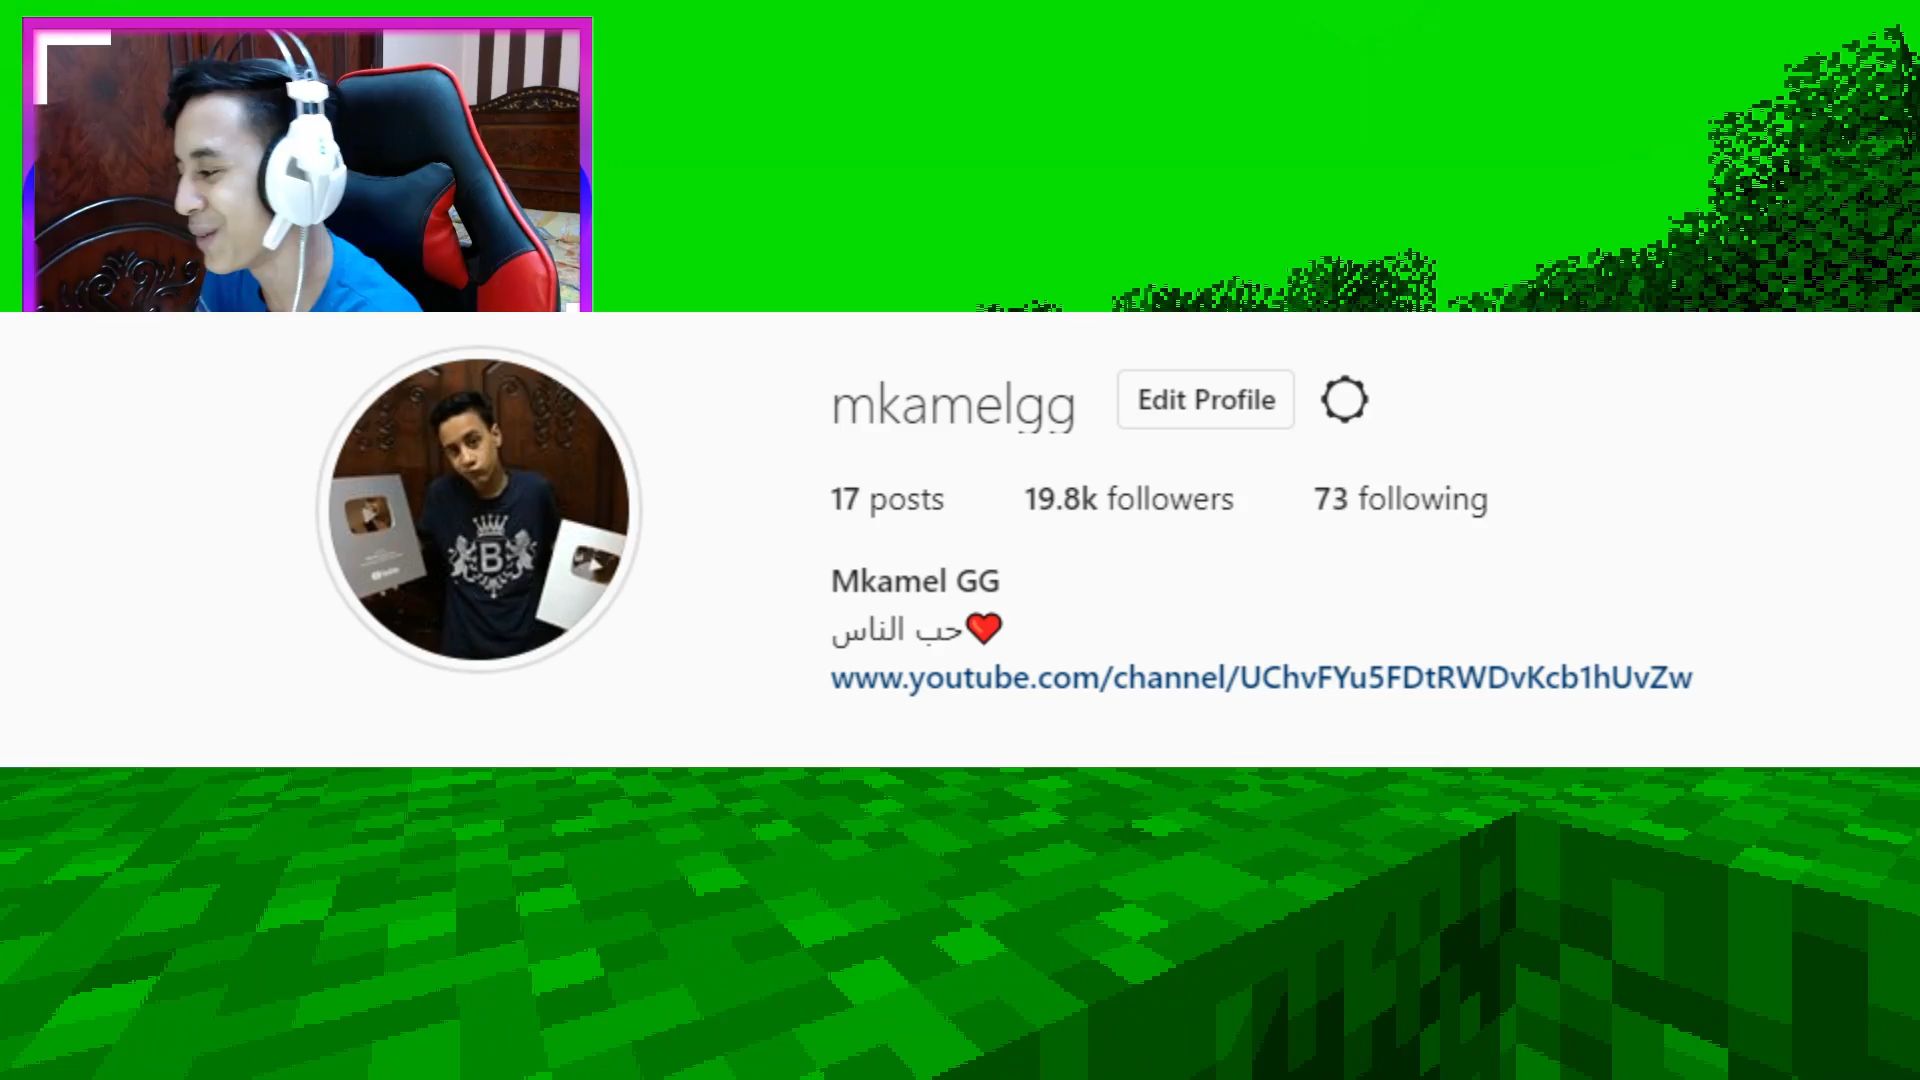 mkamelgg Edit Profile
17 posts 19.8k followers 73 following
Mkamel GG
حب الناس❤️
www.youtube.com/channel/UChvFYu5FDtRWDvKcb1hUvZw
B